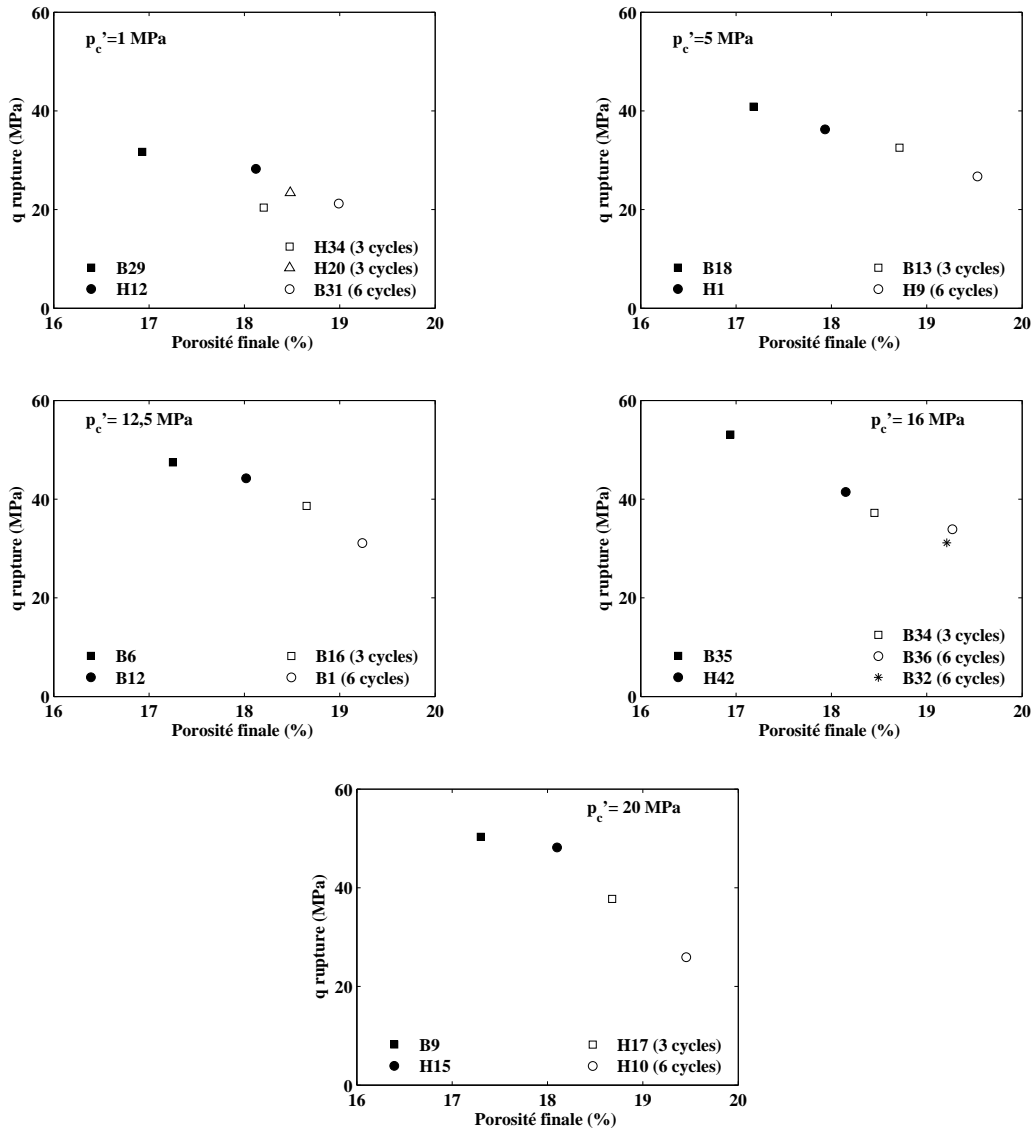 60
40
20
0
q rupture (MPa)
p_c'=1 MPa
B29
H12
H34 (3 cycles)
H20 (3 cycles)
B31 (6 cycles)
16 17 18 19 20
Porosité finale (%)
60
40
20
0
q rupture (MPa)
p_c'=5 MPa
B18
H1
B13 (3 cycles)
H9 (6 cycles)
16 17 18 19 20
Porosité finale (%)
60
40
20
0
q rupture (MPa)
p_c'= 12,5 MPa
B6
B12
B16 (3 cycles)
B1 (6 cycles)
16 17 18 19 20
Porosité finale (%)
60
40
20
0
q rupture (MPa)
p_c'= 16 MPa
B35
H42
B34 (3 cycles)
B36 (6 cycles)
B32 (6 cycles)
16 17 18 19 20
Porosité finale (%)
60
40
20
0
q rupture (MPa)
p_c'= 20 MPa
B9
H15
H17 (3 cycles)
H10 (6 cycles)
16 17 18 19 20
Porosité finale (%)